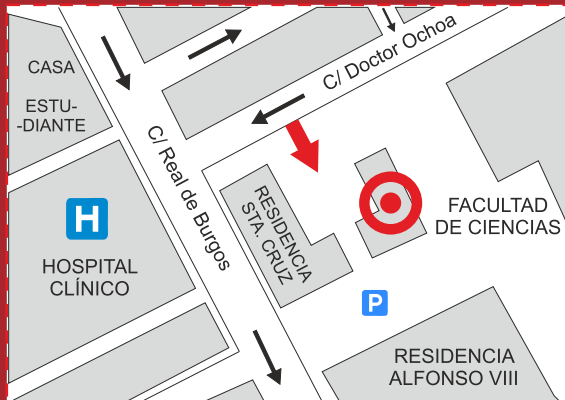 C/ Doctor Ochoa
CASA
ESTU-
-DIANTE
C/ Real de Burgos
H
HOSPITAL
CLÍNICO
RESIDENCIA
STA. CRUZ
FACULTAD
DE CIENCIAS
P
RESIDENCIA
ALFONSO VIII